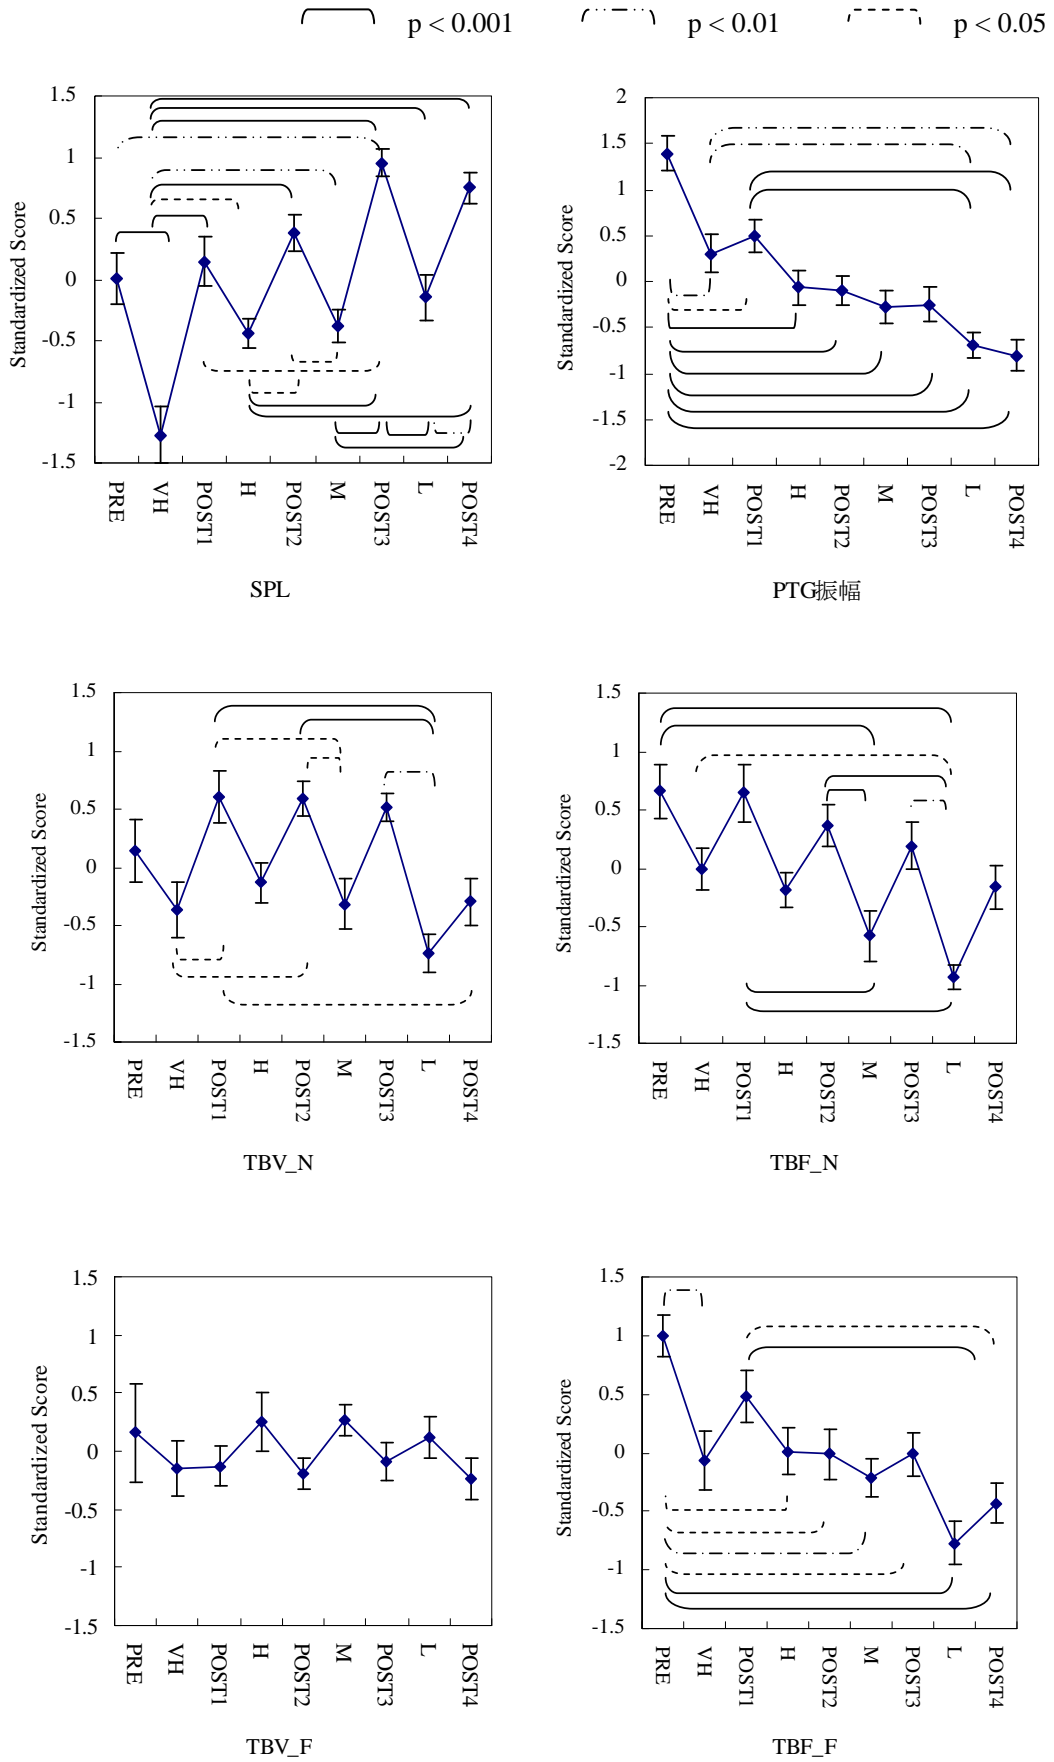 p < 0.001 p < 0.01 p < 0.05
1.5
1
0.5
0
-0.5
-1
-1.5
Standardized Score
PRE
VH
POST1
H
POST2
M
POST3
L
POST4
SPL
2
1.5
1
0.5
0
-0.5
-1
-1.5
-2
Standardized Score
PRE
VH
POST1
H
POST2
M
POST3
L
POST4
PTG振幅
1.5
1
0.5
0
-0.5
-1
-1.5
Standardized Score
PRE
VH
POST1
H
POST2
M
POST3
L
POST4
TBV_N
1.5
1
0.5
0
-0.5
-1
-1.5
Standardized Score
PRE
VH
POST1
H
POST2
M
POST3
L
POST4
TBF_N
1.5
1
0.5
0
-0.5
-1
-1.5
Standardized Score
PRE
VH
POST1
H
POST2
M
POST3
L
POST4
TBV_F
1.5
1
0.5
0
-0.5
-1
-1.5
Standardized Score
PRE
VH
POST1
H
POST2
M
POST3
L
POST4
TBF_F